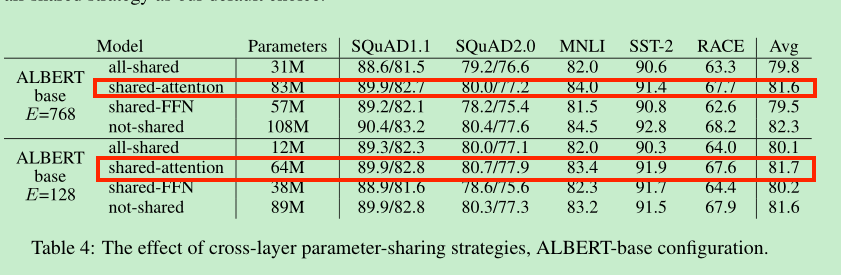 all-shared strategy as our default choice.
Model Parameters SQuAD1.1 SQuAD2.0 MNLI SST-2 RACE Avg
ALBERT base E=768
all-shared 31M 88.6/81.5 79.2/76.6 82.0 90.6 63.3 79.8
shared-attention 83M 89.9/82.7 80.0/77.2 84.0 91.4 67.7 81.6
shared-FFN 57M 89.2/82.1 78.2/75.4 81.5 90.8 62.6 79.5
not-shared 108M 90.4/83.2 80.4/77.6 84.5 92.8 68.2 82.3
ALBERT base E=128
all-shared 12M 89.3/82.3 80.0/77.1 82.0 90.3 64.0 80.1
shared-attention 64M 89.9/82.8 80.7/77.9 83.4 91.9 67.6 81.7
shared-FFN 38M 88.9/81.6 78.6/75.6 82.3 91.7 64.4 80.2
not-shared 89M 89.9/82.8 80.3/77.3 83.2 91.5 67.9 81.6
Table 4: The effect of cross-layer parameter-sharing strategies, ALBERT-base configuration.